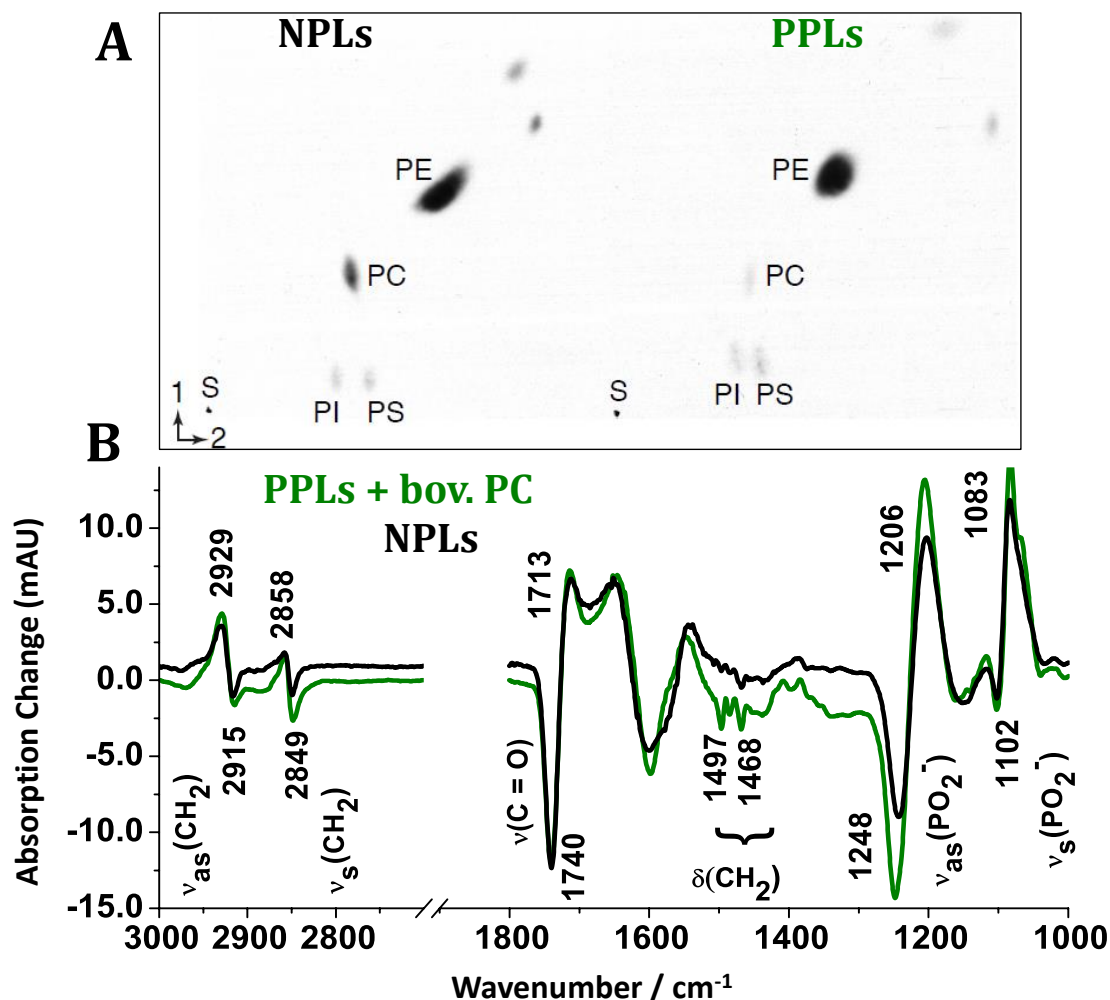 A
NPLs
PPLs
PE
PE
PC
PC
1
S
S
PI
PS
PI
PS
2
B
PPLs + bov. PC
NPLs
Absorption Change (mAU)
10.0
5.0
0.0
-5.0
-10.0
-15.0
2929
2858
2915
2849
νas(CH2)
νs(CH2)
1713
1740
ν(C = O)
1497
1468
δ(CH2)
1206
1248
νas(PO2-)
1083
1102
νs(PO2-)
3000
2900
2800
1800
1600
1400
1200
1000
Wavenumber / cm-1